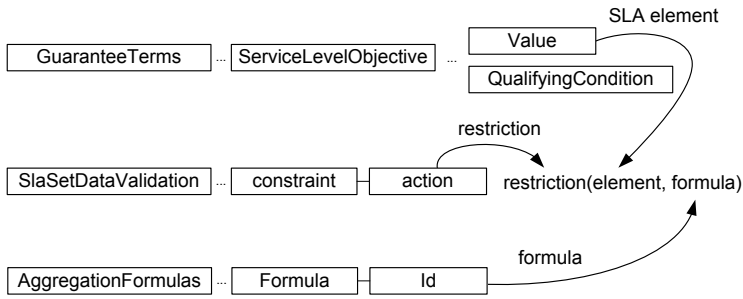 SLA element
GuaranteeTerms ... ServiceLevelObjective ... Value
QualifyingCondition
restriction
SlaSetDataValidation ... constraint action restriction(element, formula)
formula
AggregationFormulas ... Formula Id